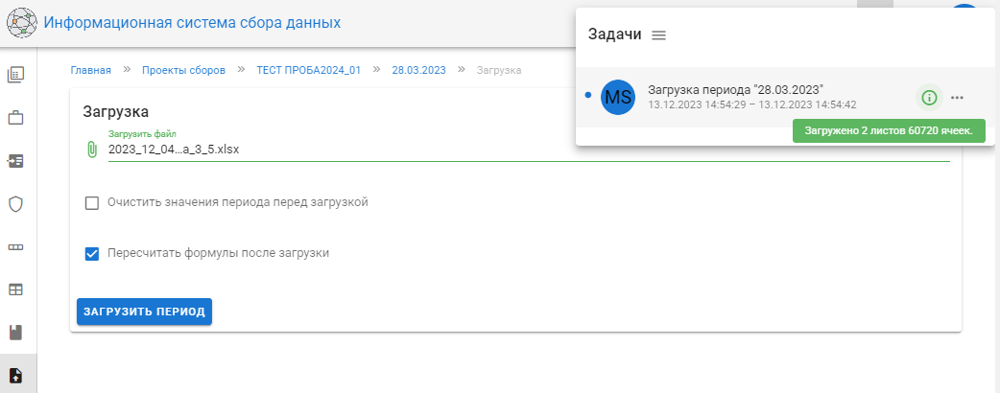 Информационная система сбора данных
Задачи
MS
Загрузка периода "28.03.2023"
13.12.2023 14:54:29 – 13.12.2023 14:54:42
Загружено 2 листов 60720 ячеек.
Главная » Проекты сборов » ТЕСТ ПРОБА2024_01 » 28.03.2023 » Загрузка
Загрузка
Загрузить файл
2023_12_04...a_3_5.xlsx
Очистить значения периода перед загрузкой
Пересчитать формулы после загрузки
ЗАГРУЗИТЬ ПЕРИОД